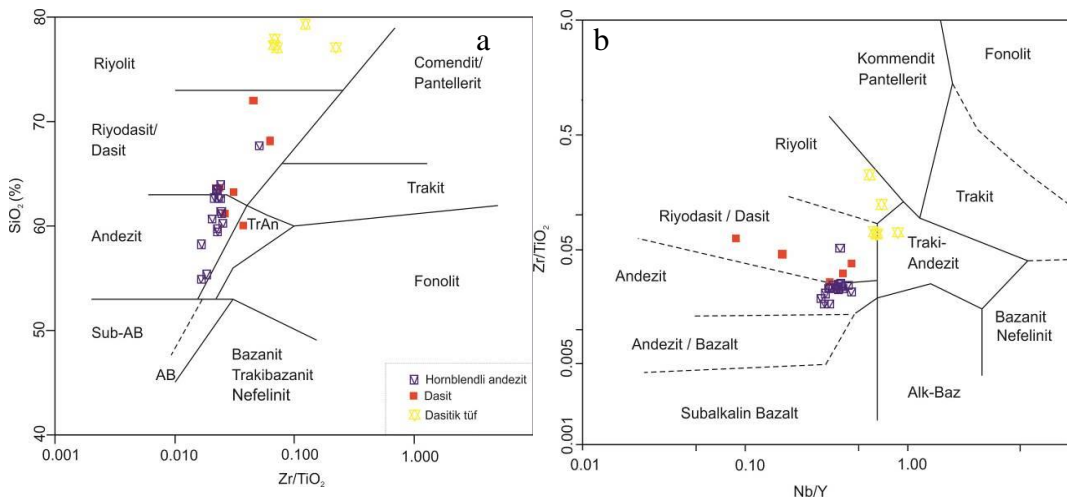 a
80
70
60
50
40
SiO2 (%)
Riyolit
Comendit/
Pantellerit
Riyodasit/
Dasit
Trakit
TrAn
Andezit
Fonolit
Sub-AB
AB
Bazanit
Trakibazanit
Nefelinit
Hornblendli andezit
Dasit
Dasitik tüf
0.001
0.010
0.100
1.000
Zr/TiO2
b
5.0
0.5
0.05
0.005
0.001
Zr/TiO2
Kommendit
Pantellerit
Fonolit
Riyolit
Trakit
Riyodasit / Dasit
Traki-
Andezit
Andezit
Bazanit
Nefelinit
Andezit / Bazalt
Alk-Baz
Subalkalin Bazalt
0.01
0.10
1.00
Nb/Y